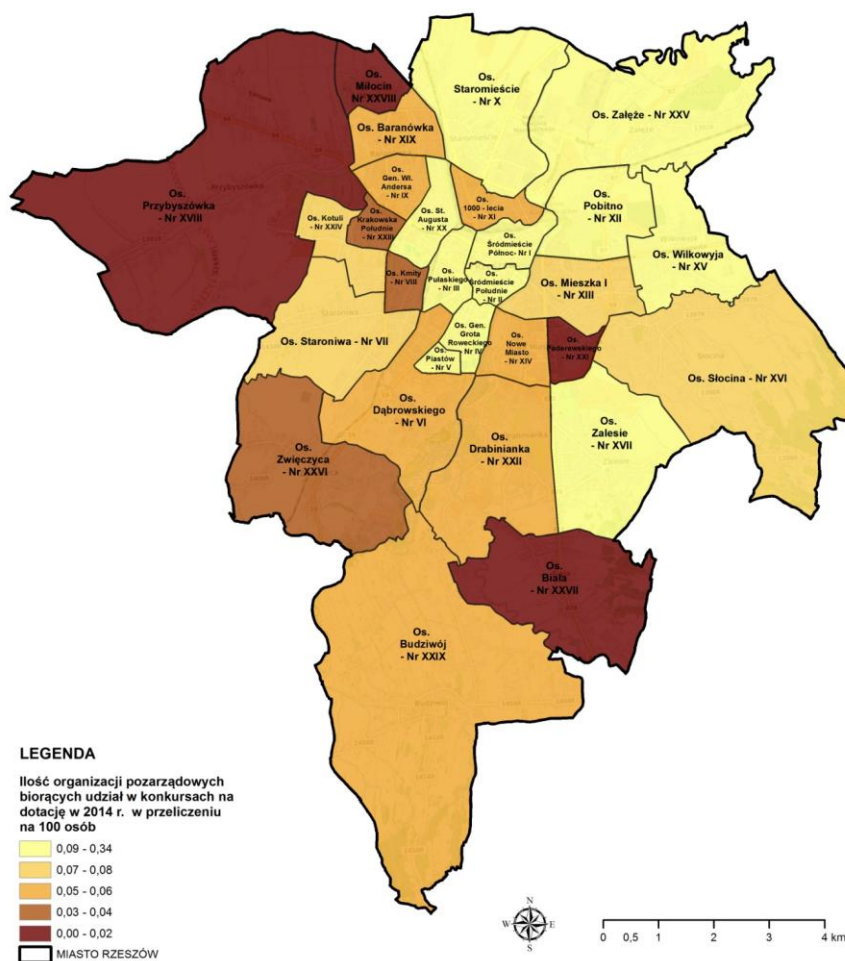 Os.
Miłocin
Nr XXVIII
Os.
Staromieście
- Nr X
Os. Załęże - Nr XXV
Os. Baranówka
- Nr XIX
Os.
Gen. Wł.
Andersa
- Nr IX
Os.
1000 - lecia
- Nr XI
Os.
Przybyszówka
- Nr XVIII
Os. Kotuli
- Nr XXIV
Os.
Krakowska
Południe
- Nr XXIII
Os. St.
Augusta
- Nr XX
Os.
Pobitno
- Nr XII
Os.
Śródmieście
Północ- Nr I
Os. Wilkowyja
- Nr XV
Os. Kmity
- Nr VIII
Os.
Pułaskiego
- Nr III
Os.
Śródmieście
Południe
- Nr II
Os. Mieszka I
- Nr XIII
Os. Staroniwa - Nr VII
Os. Gen.
Grota
Roweckiego
- Nr IV
Os.
Piastów
- Nr V
Os.
Nowe
Miasto
- Nr XIV
Os.
Paderewskiego
- Nr XXI
Os. Słocina - Nr XVI
Os.
Dąbrowskiego
- Nr VI
Os.
Drabinianka
- Nr XXII
Os.
Zalesie
- Nr XVII
Os.
Zwięczyca
- Nr XXVI
Os.
Biała
- Nr XXVII
Os.
Budziwój
- Nr XXIX
LEGENDA
Ilość organizacji pozarządowych
biorących udział w konkursach na
dotację w 2014 r. w przeliczeniu
na 100 osób
0,09 - 0,34
0,07 - 0,08
0,05 - 0,06
0,03 - 0,04
0,00 - 0,02
MIASTO RZESZÓW
N
W E
S
0 0,5 1 2 3 4 km